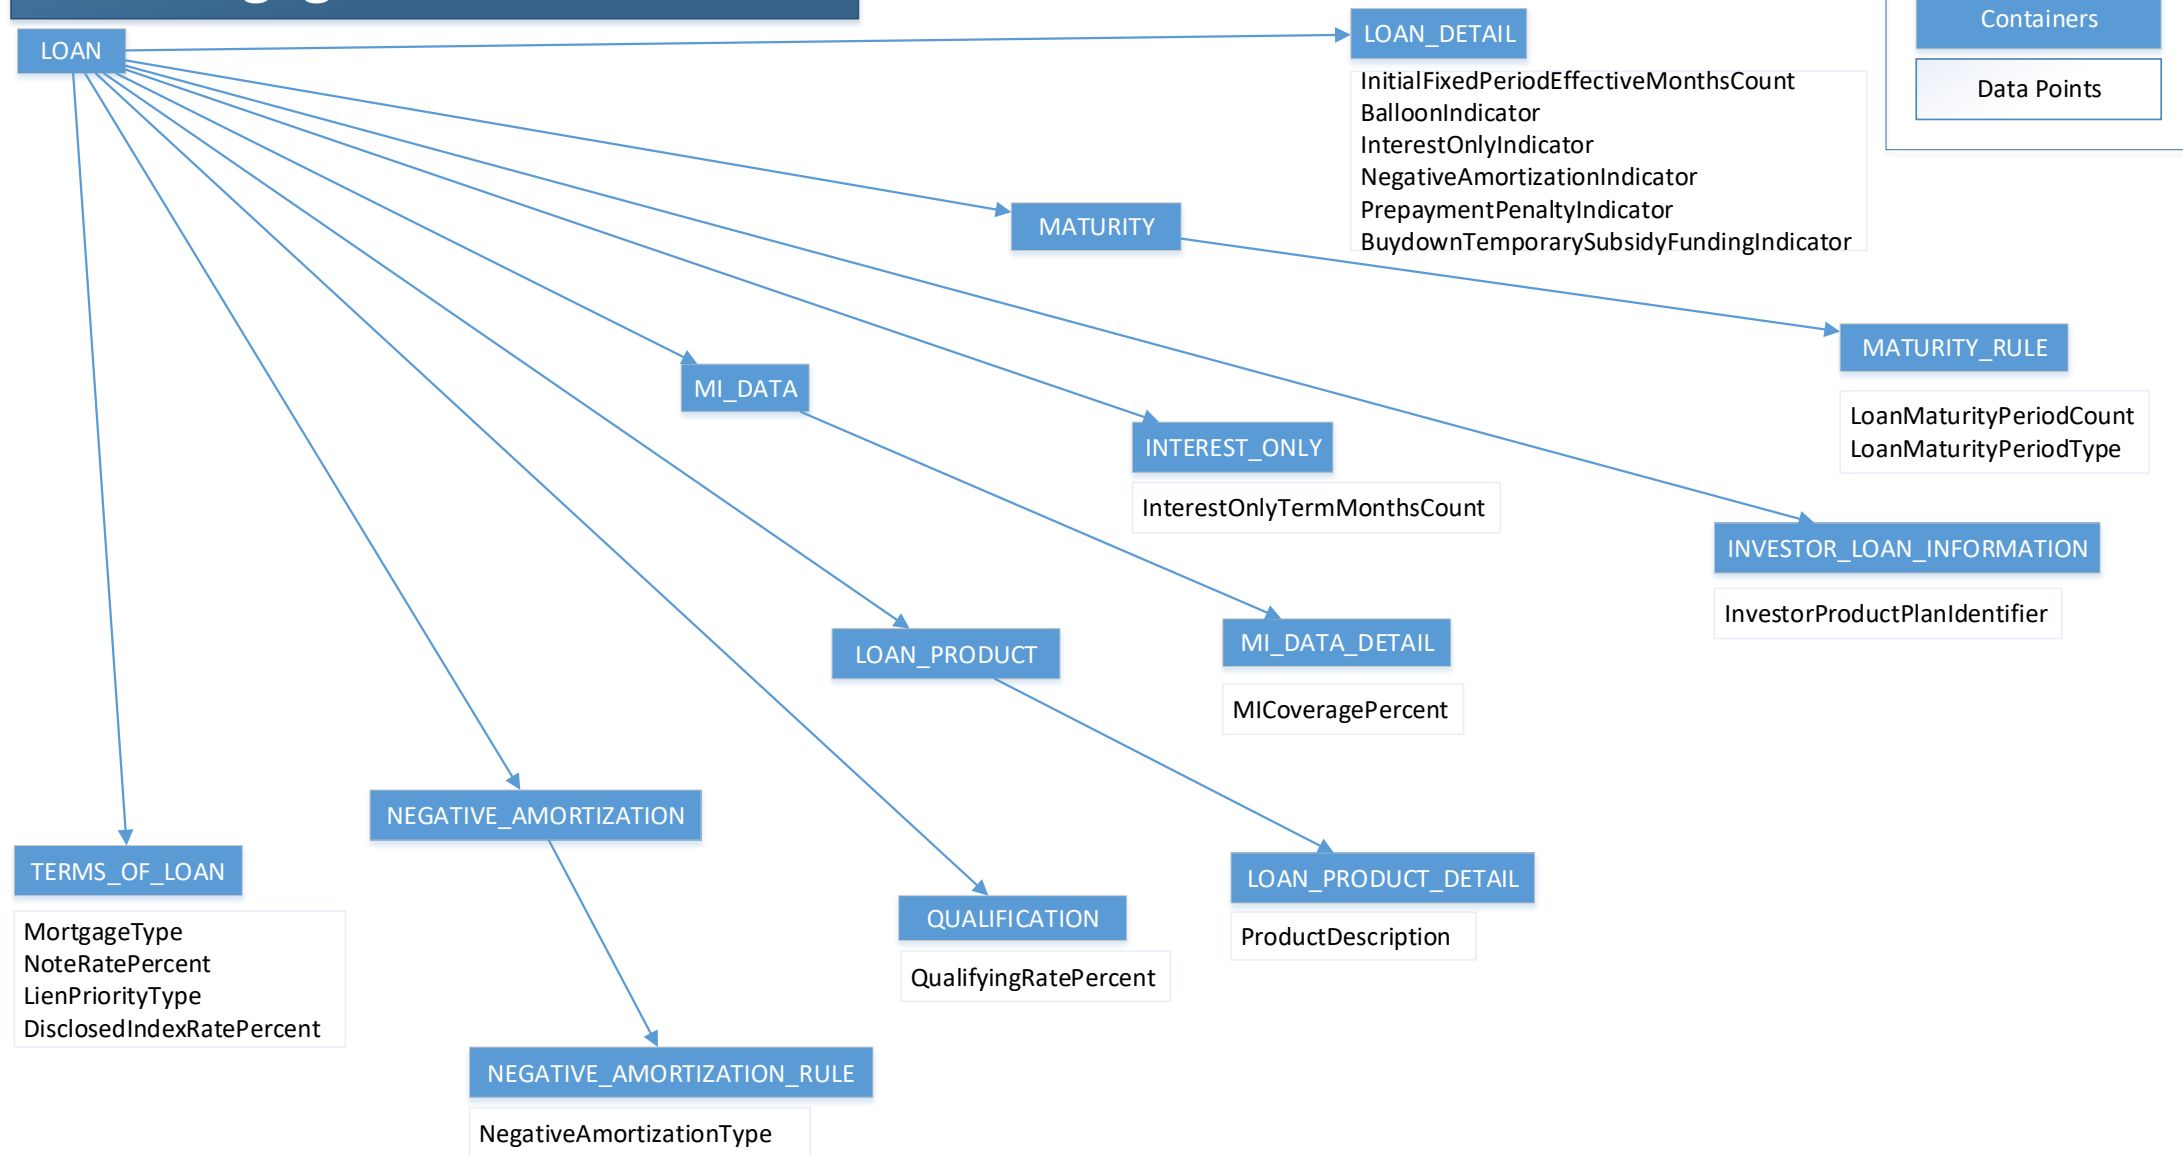 LOAN
LOAN_DETAIL
InitialFixedPeriodEffectiveMonthsCount
BalloonIndicator
InterestOnlyIndicator
NegativeAmortizationIndicator
PrepaymentPenaltyIndicator
BuydownTemporarySubsidyFundingIndicator
Containers
Data Points
MATURITY
MATURITY_RULE
LoanMaturityPeriodCount
LoanMaturityPeriodType
MI_DATA
INTEREST_ONLY
InterestOnlyTermMonthsCount
INVESTOR_LOAN_INFORMATION
InvestorProductPlanIdentifier
LOAN_PRODUCT
MI_DATA_DETAIL
MICoveragePercent
NEGATIVE_AMORTIZATION
TERMS_OF_LOAN
MortgageType
NoteRatePercent
LienPriorityType
DisclosedIndexRatePercent
QUALIFICATION
QualifyingRatePercent
LOAN_PRODUCT_DETAIL
ProductDescription
NEGATIVE_AMORTIZATION_RULE
NegativeAmortizationType